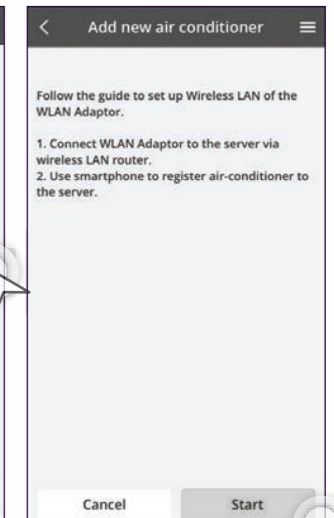 Add new air conditioner
Follow the guide to set up Wireless LAN of the
WLAN Adaptor.
1. Connect WLAN Adaptor to the server via
wireless LAN router.
2. Use smartphone to register air-conditioner to
the server.
Cancel Start